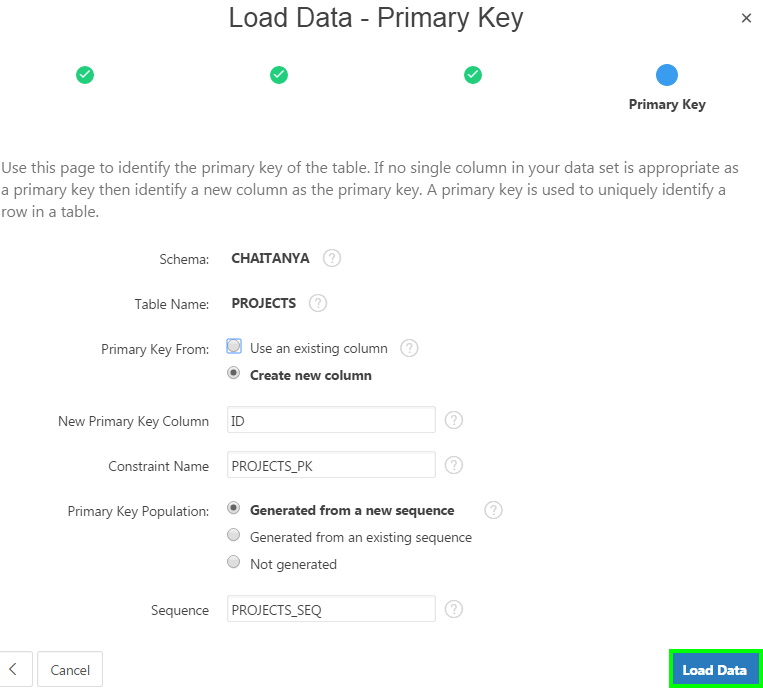 Load Data - Primary Key
Primary Key
Use this page to identify the primary key of the table. If no single column in your data set is appropriate as
a primary key then identify a new column as the primary key. A primary key is used to uniquely identify a
row in a table.
Schema: CHAITANYA ?
Table Name: PROJECTS ?
Primary Key From: Use an existing column ?
Create new column
New Primary Key Column ID ?
Constraint Name PROJECTS_PK ?
Primary Key Population: Generated from a new sequence ?
Generated from an existing sequence
Not generated
Sequence PROJECTS_SEQ ?
Cancel Load Data